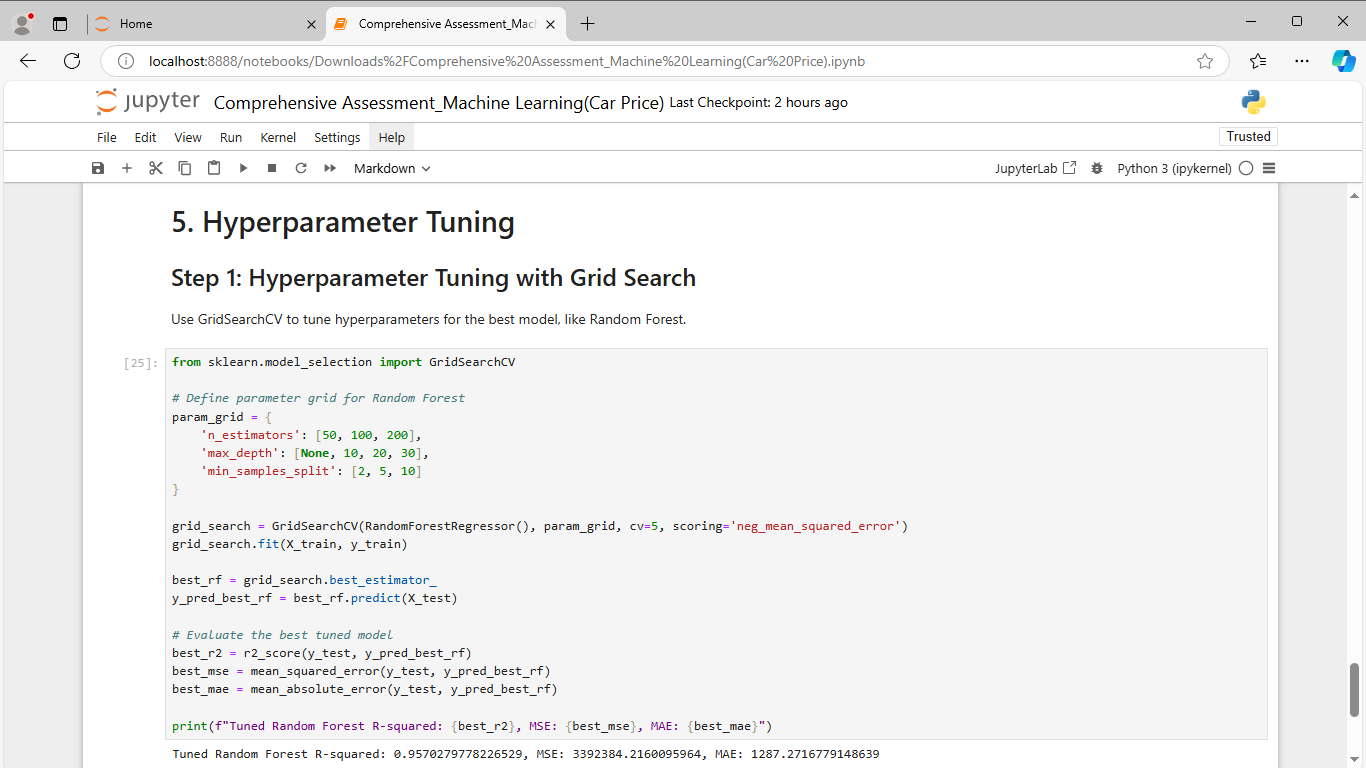 Home
Comprehensive Assessment_Mach
localhost:8888/notebooks/Downloads%2FComprehensive%20Assessment_Machine%20Learning(Car%20Price).ipynb
jupyter Comprehensive Assessment_Machine Learning(Car Price) Last Checkpoint: 2 hours ago
File Edit View Run Kernel Settings Help Trusted
Markdown JupyterLab Python 3 (ipykernel)
5. Hyperparameter Tuning
Step 1: Hyperparameter Tuning with Grid Search
Use GridSearchCV to tune hyperparameters for the best model, like Random Forest.
[25]: from sklearn.model_selection import GridSearchCV
# Define parameter grid for Random Forest
param_grid = {
    'n_estimators': [50, 100, 200],
    'max_depth': [None, 10, 20, 30],
    'min_samples_split': [2, 5, 10]
}
grid_search = GridSearchCV(RandomForestRegressor(), param_grid, cv=5, scoring='neg_mean_squared_error')
grid_search.fit(X_train, y_train)
best_rf = grid_search.best_estimator_
y_pred_best_rf = best_rf.predict(X_test)
# Evaluate the best tuned model
best_r2 = r2_score(y_test, y_pred_best_rf)
best_mse = mean_squared_error(y_test, y_pred_best_rf)
best_mae = mean_absolute_error(y_test, y_pred_best_rf)
print(f"Tuned Random Forest R-squared: {best_r2}, MSE: {best_mse}, MAE: {best_mae}")
Tuned Random Forest R-squared: 0.9570279778226529, MSE: 3392384.2160095964, MAE: 1287.2716779148639